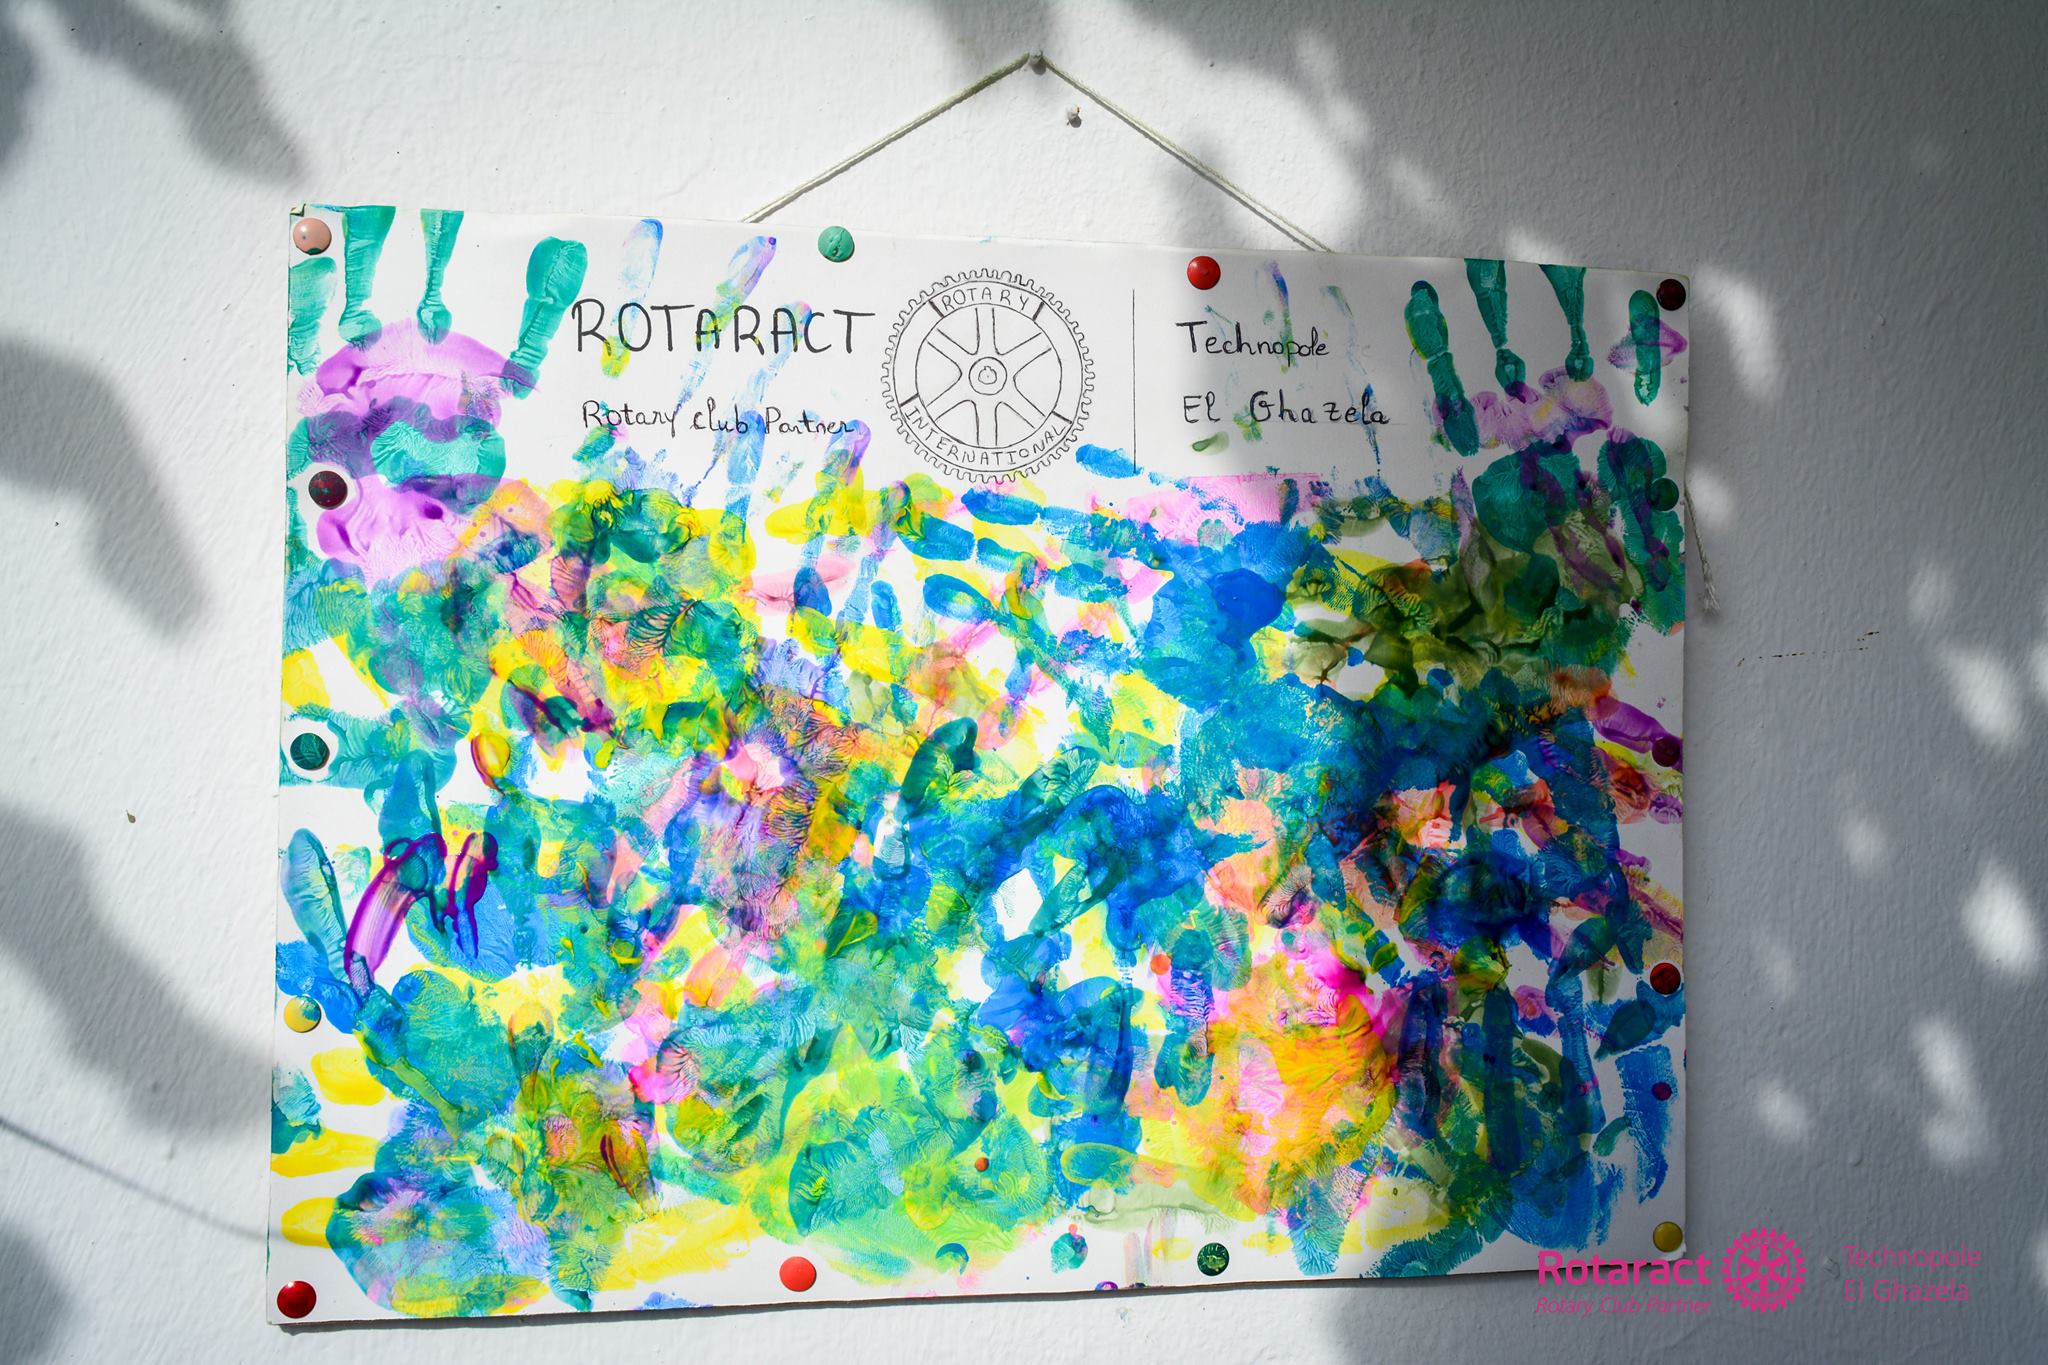 ROTARACT
Rotary club Partner
ROTARY
INTERNATIONAL
Technopole
El Ghazela
Rotaract
Rotary Club Partner
Technopole
El Ghazela